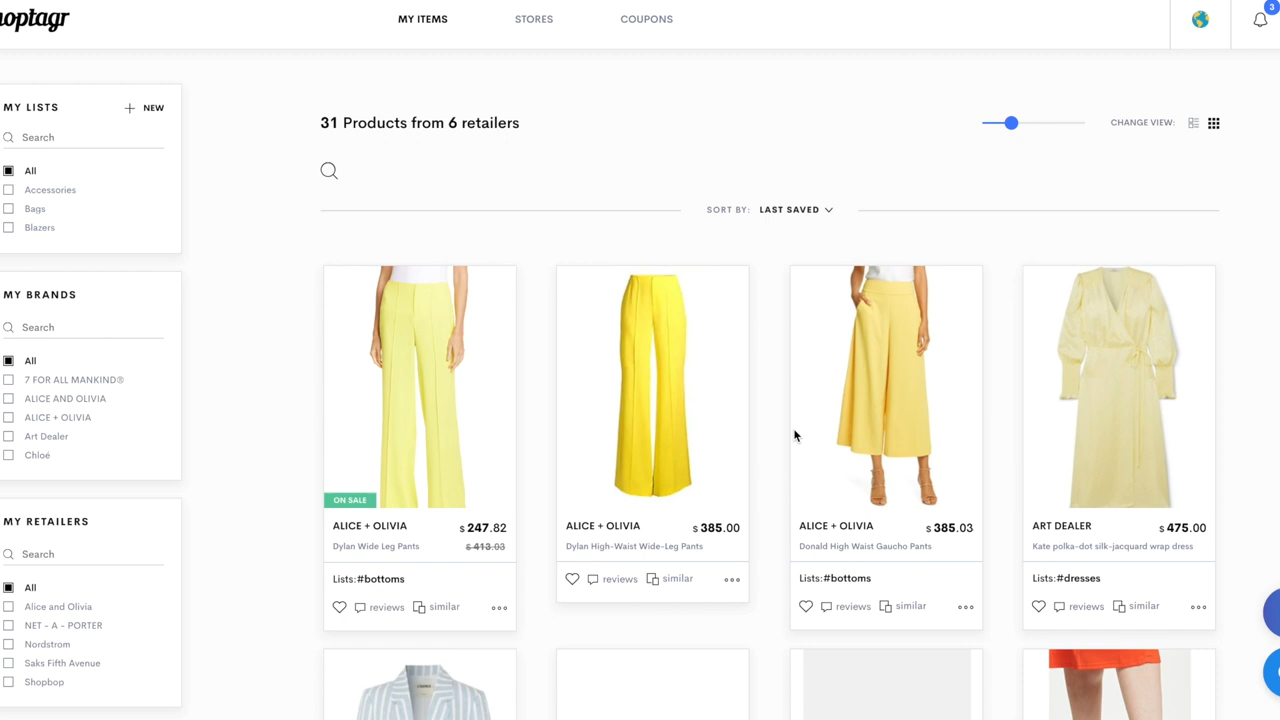 hoptagr
MY ITEMS
STORES
COUPONS
3
MY LISTS
NEW
Search
All
Accessories
Bags
Blazers
MY BRANDS
Search
All
7 FOR ALL MANKIND®
ALICE AND OLIVIA
ALICE + OLIVIA
Art Dealer
Chloé
MY RETAILERS
Search
All
Alice and Olivia
NET - A - PORTER
Nordstrom
Saks Fifth Avenue
Shopbop
31 Products from 6 retailers
CHANGE VIEW:
SORT BY: LAST SAVED
ON SALE
ALICE + OLIVIA $ 247.82
Dylan Wide Leg Pants $ 413.03
Lists:#bottoms
reviews similar
ALICE + OLIVIA $ 385.00
Dylan High-Waist Wide-Leg Pants
reviews similar
ALICE + OLIVIA $ 385.03
Donald High Waist Gaucho Pants
Lists:#bottoms
reviews similar
ART DEALER $ 475.00
Kate polka-dot silk-jacquard wrap dress
Lists:#dresses
reviews similar